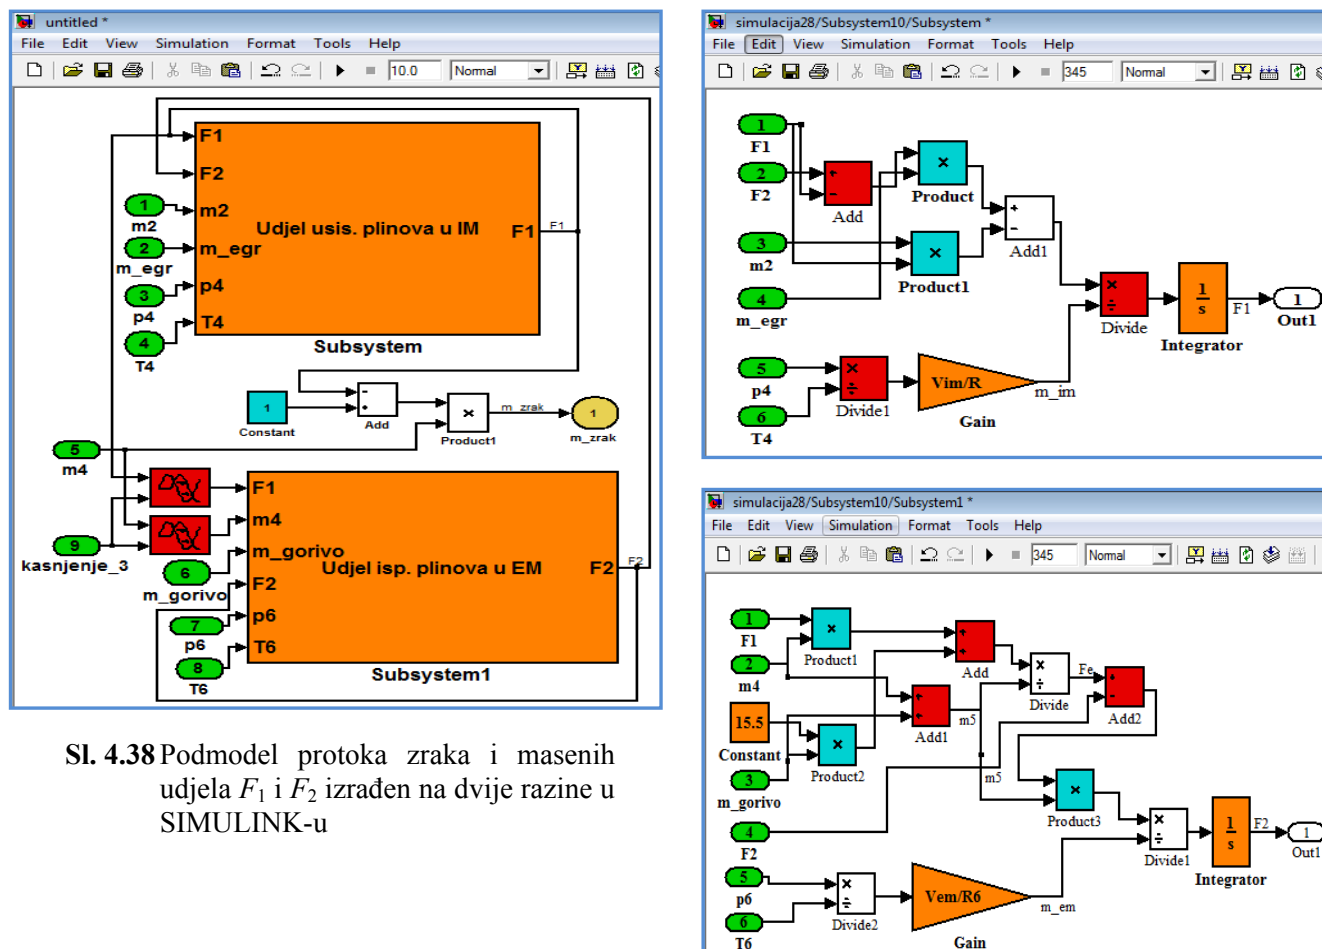 untitled *
File Edit View Simulation Format Tools Help
10.0 Normal
F1
F2
1
m2
m2
2
m_egr
m_egr
3
p4
p4
4
T4
T4
Udjel usis. plinova u IM
F1
F1
Subsystem
1
Constant
Add
×
Product1
m_zrak
1
m_zrak
5
m4
9
kasnjenje_3
F1
m4
m_gorivo
6
m_gorivo
F2
7
p6
p6
8
T6
T6
Udjel isp. plinova u EM
F2
F2
Subsystem1
Sl. 4.38 Podmodel protoka zraka i masenih
udjela F1 i F2 izrađen na dvije razine u
SIMULINK-u
simulacija28/Subsystem10/Subsystem *
File Edit View Simulation Format Tools Help
345 Normal
1
F1
2
F2
+
-
Add
×
Product
3
m2
×
Product1
4
m_egr
+
-
Add1
×
÷
Divide
1
s
Integrator
F1
1
Out1
5
p4
6
T4
×
÷
Divide1
Vim/R
Gain
m_im
simulacija28/Subsystem10/Subsystem1 *
File Edit View Simulation Format Tools Help
345 Normal
1
F1
×
Product1
2
m4
+
+
Add
×
÷
Divide
Fe
+
-
Add2
15.5
Constant
×
Product2
+
+
Add1
m5
m5
3
m_gorivo
4
F2
×
Product3
×
÷
Divide1
1
s
Integrator
F2
1
Out1
5
p6
6
T6
×
÷
Divide2
Vem/R6
Gain
m_em